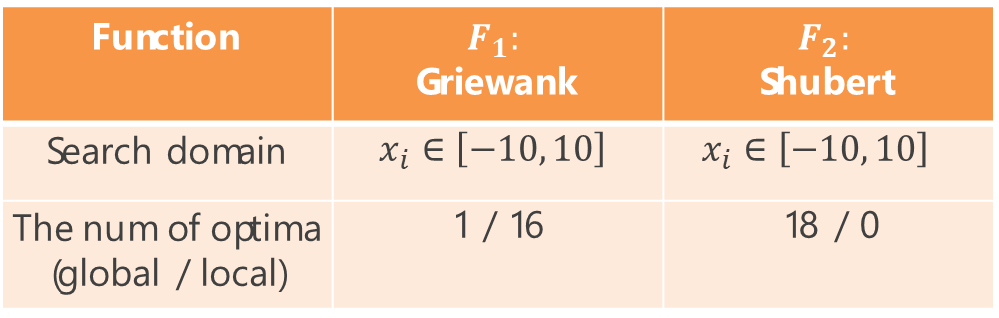 Function
F₁:
Griewank
F₂:
Shubert
Search domain
xᵢ ∈ [−10, 10]
xᵢ ∈ [−10, 10]
The num of optima
(global / local)
1 / 16
18 / 0